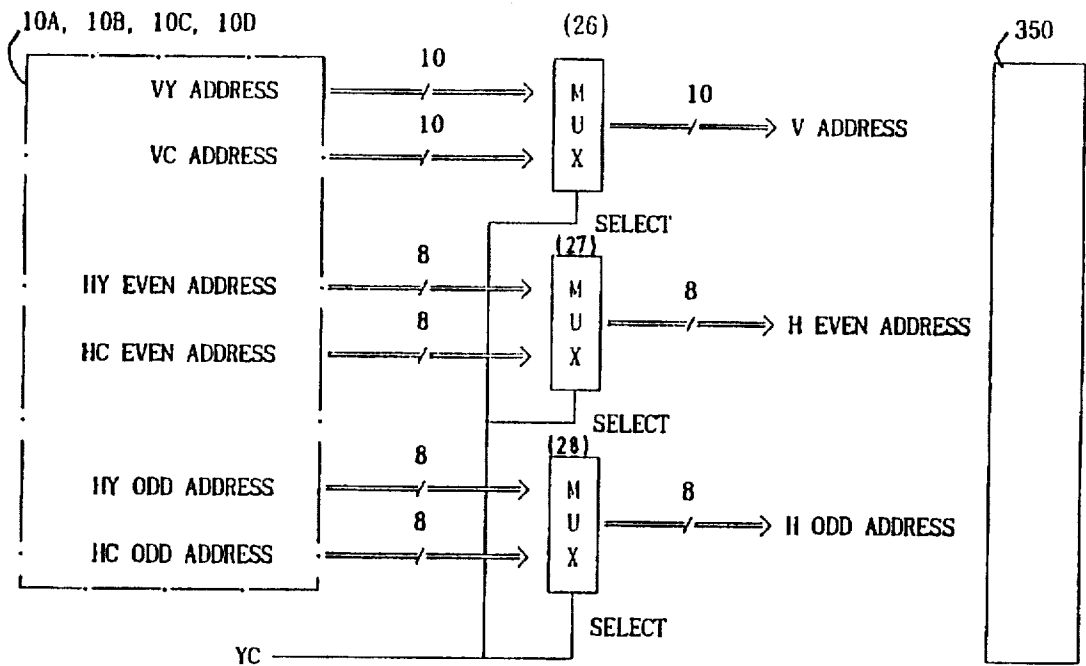 10A, 10B, 10C, 10D
(26)
350
10
VY ADDRESS
M
U
X
10
V ADDRESS
10
VC ADDRESS
SELECT
(27)
8
HY EVEN ADDRESS
M
U
X
8
H EVEN ADDRESS
8
HC EVEN ADDRESS
SELECT
(28)
8
HY ODD ADDRESS
M
U
X
8
H ODD ADDRESS
8
HC ODD ADDRESS
SELECT
YC